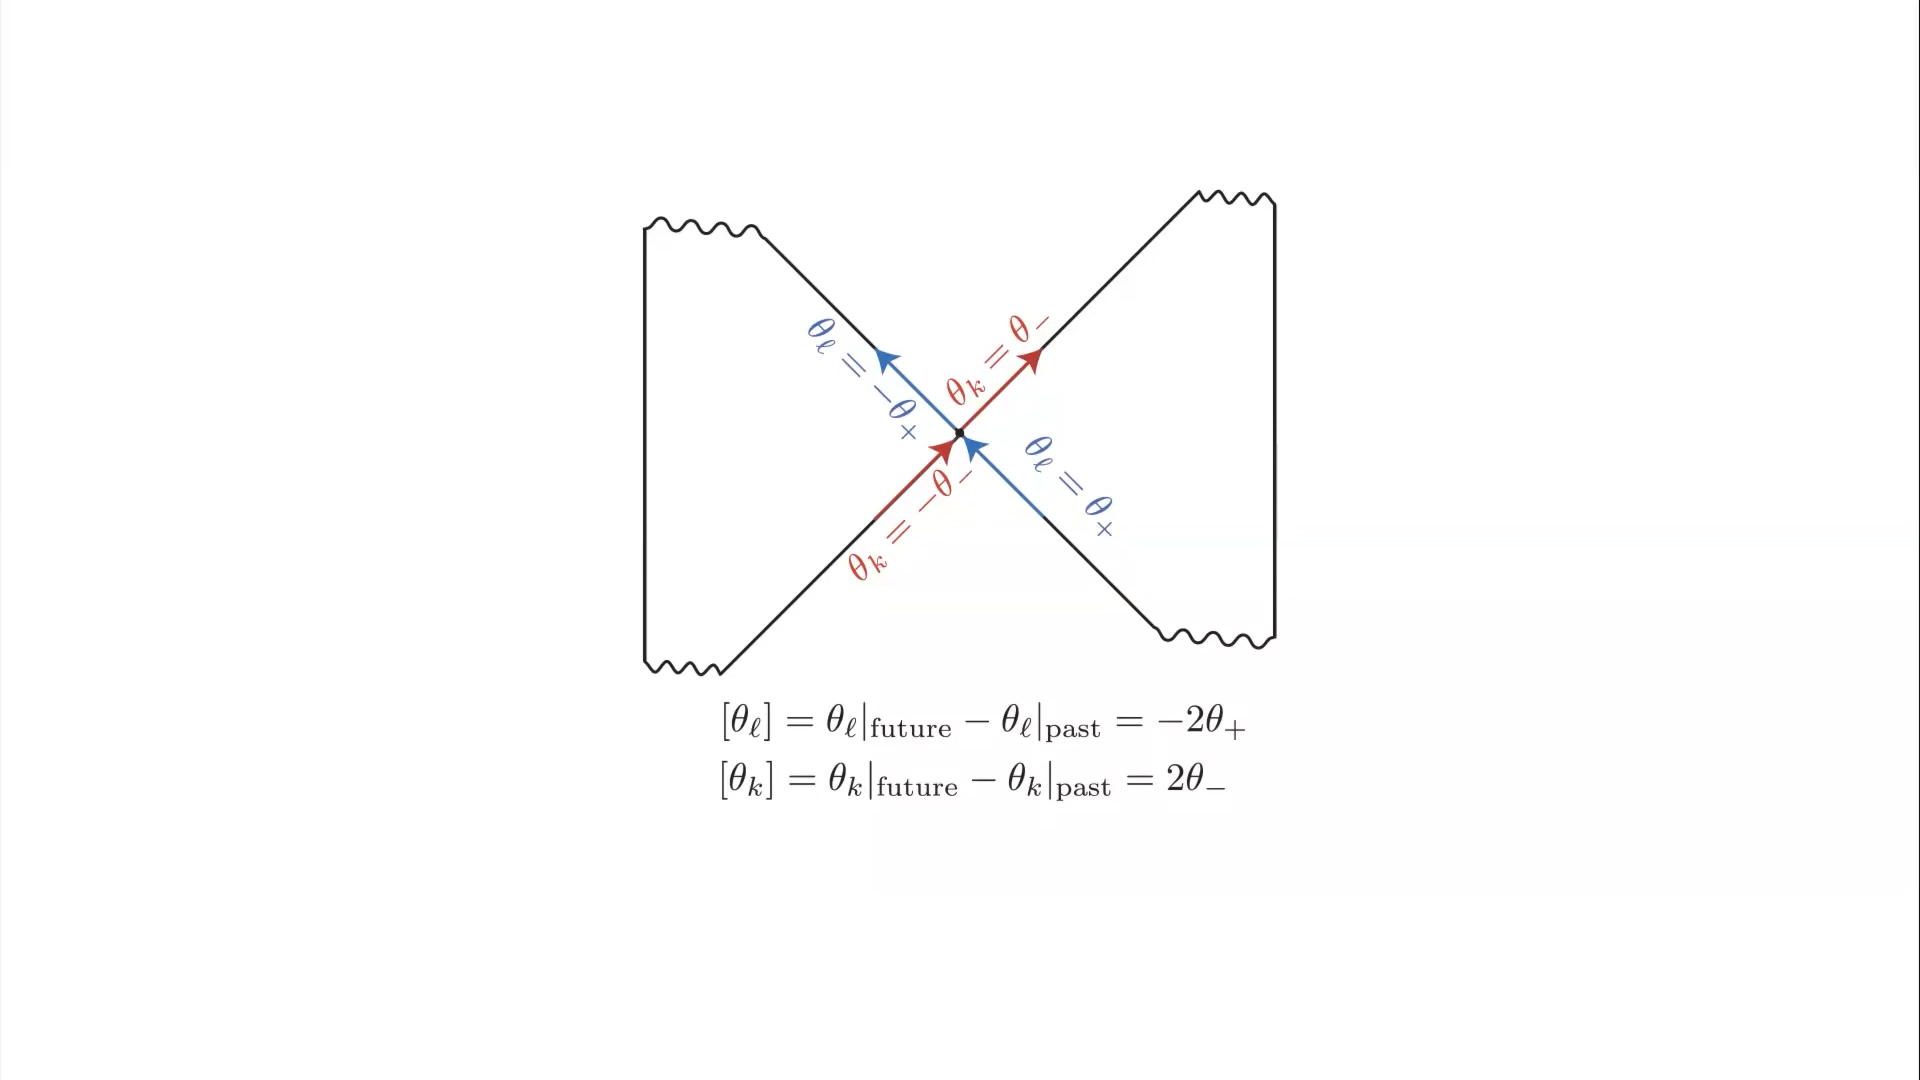 θ_ℓ = −θ_+
θ_k = θ_−
θ_ℓ = θ_+
θ_k = −θ_−
[θ_ℓ] = θ_ℓ|_future − θ_ℓ|_past = −2θ_+
[θ_k] = θ_k|_future − θ_k|_past = 2θ_−